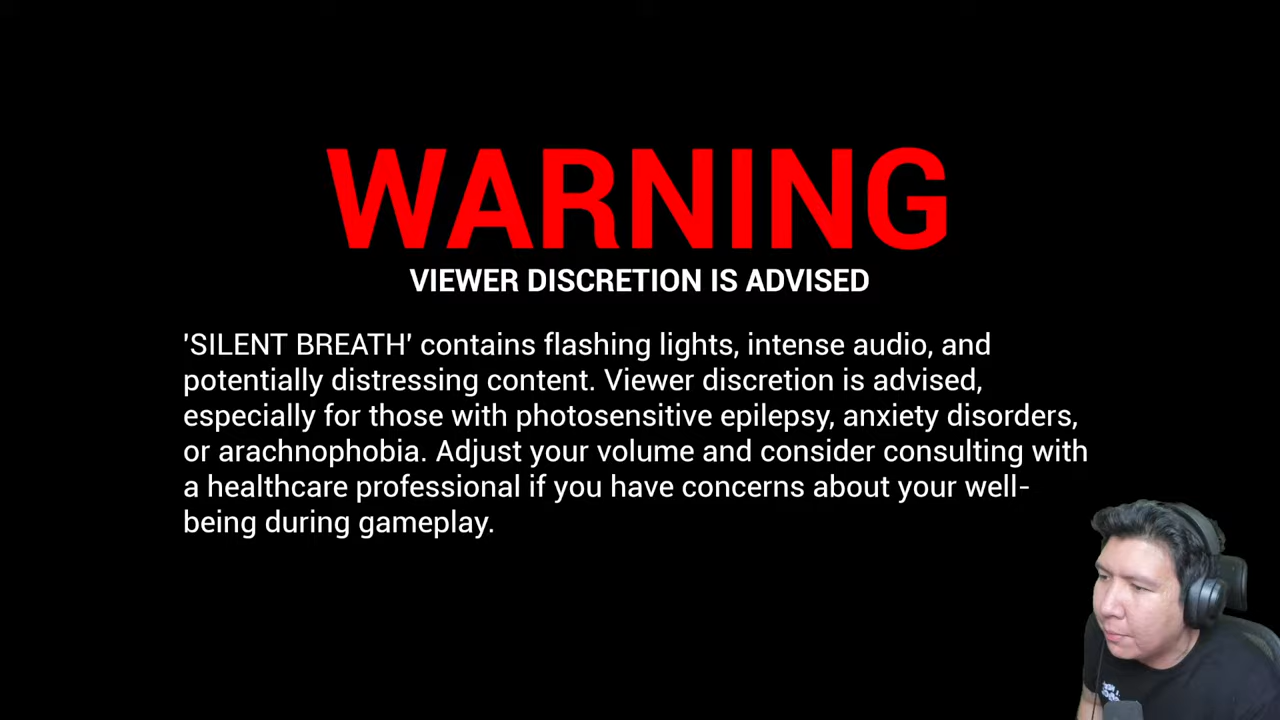 WARNING
VIEWER DISCRETION IS ADVISED
'SILENT BREATH' contains flashing lights, intense audio, and
potentially distressing content. Viewer discretion is advised,
especially for those with photosensitive epilepsy, anxiety disorders,
or arachnophobia. Adjust your volume and consider consulting with
a healthcare professional if you have concerns about your well-
being during gameplay.